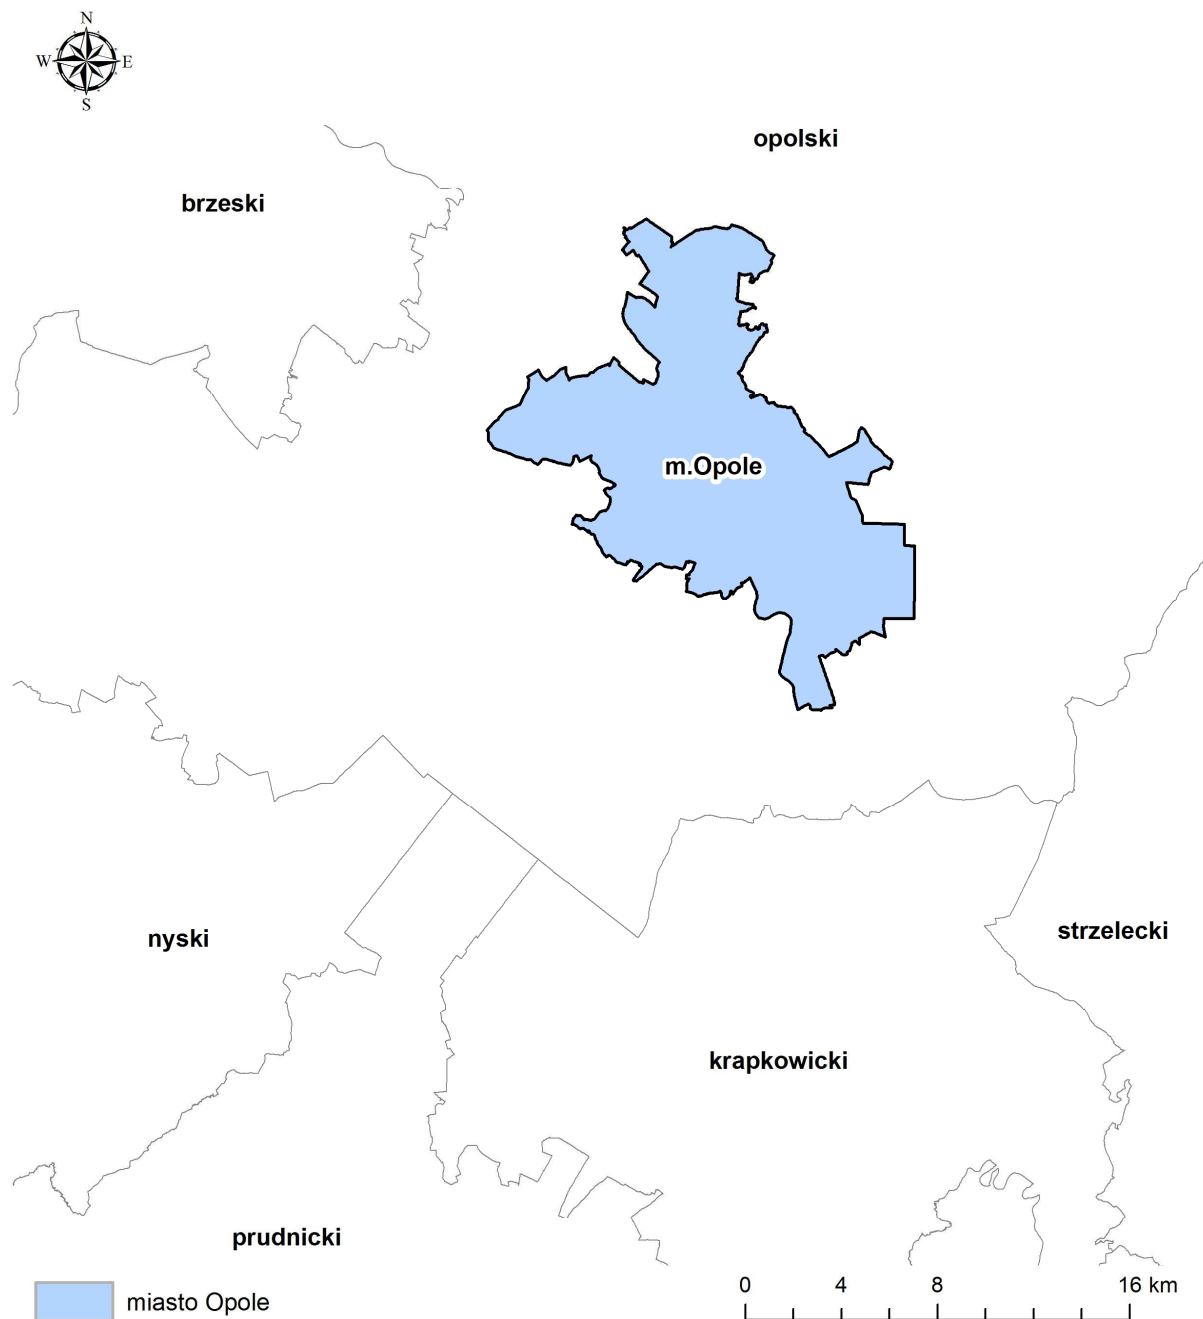 N
W E
S
opolski
brzeski
m.Opole
nyski
strzelecki
krapkowicki
prudnicki
miasto Opole
0 4 8 16 km